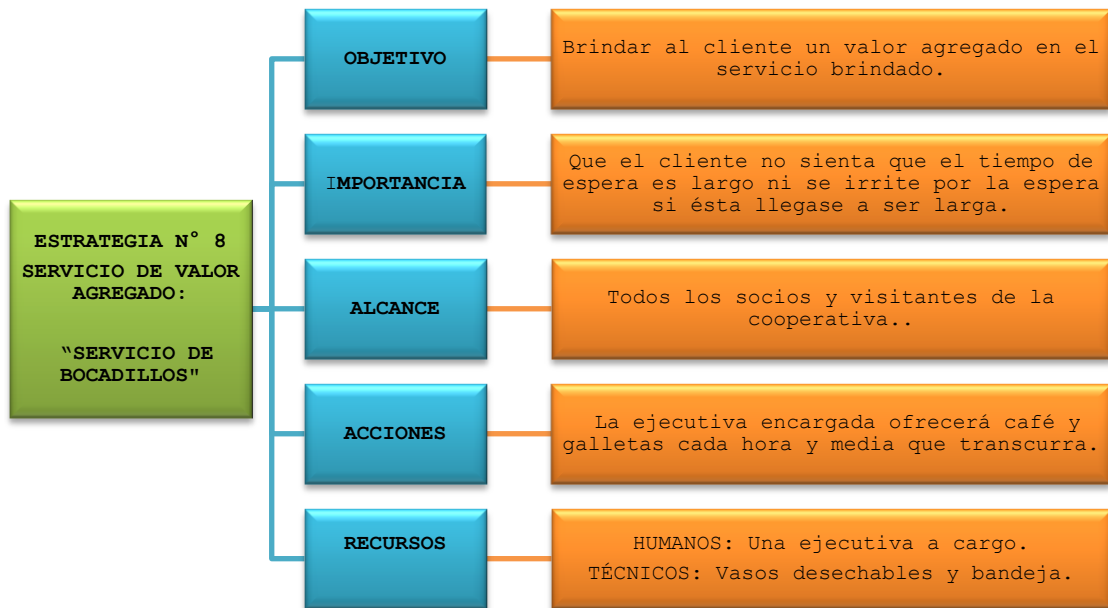 ESTRATEGIA N° 8
SERVICIO DE VALOR
AGREGADO:
“SERVICIO DE
BOCADILLOS"
OBJETIVO
Brindar al cliente un valor agregado en el
servicio brindado.
IMPORTANCIA
Que el cliente no sienta que el tiempo de
espera es largo ni se irrite por la espera
si ésta llegase a ser larga.
ALCANCE
Todos los socios y visitantes de la
cooperativa..
ACCIONES
La ejecutiva encargada ofrecerá café y
galletas cada hora y media que transcurra.
RECURSOS
HUMANOS: Una ejecutiva a cargo.
TÉCNICOS: Vasos desechables y bandeja.